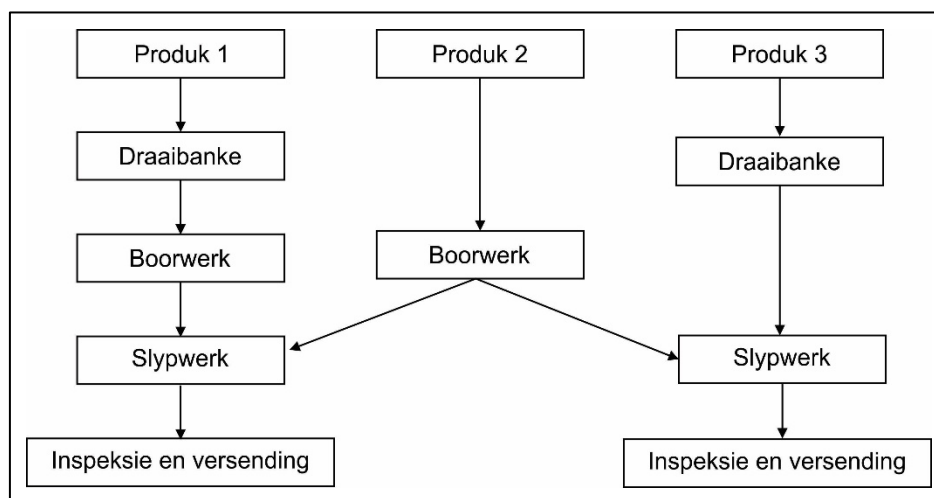 Produk 1
Produk 2
Produk 3
Draaibanke
Draaibanke
Boorwerk
Boorwerk
Slypwerk
Slypwerk
Inspeksie en versending
Inspeksie en versending